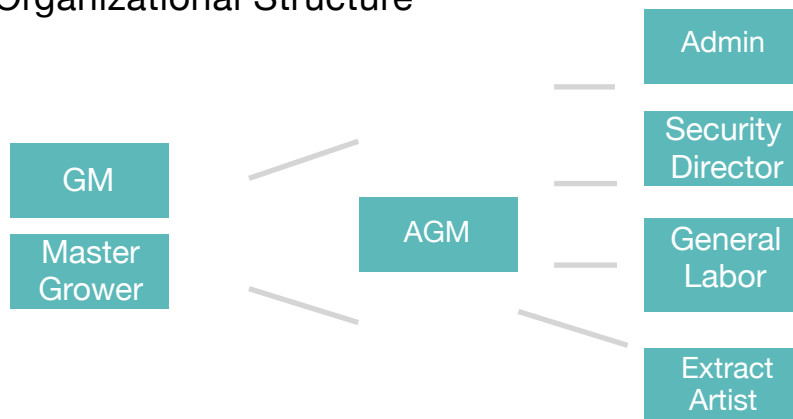 Organizational Structure
Admin
Security
Director
GM
Master
Grower
AGM
General
Labor
Extract
Artist